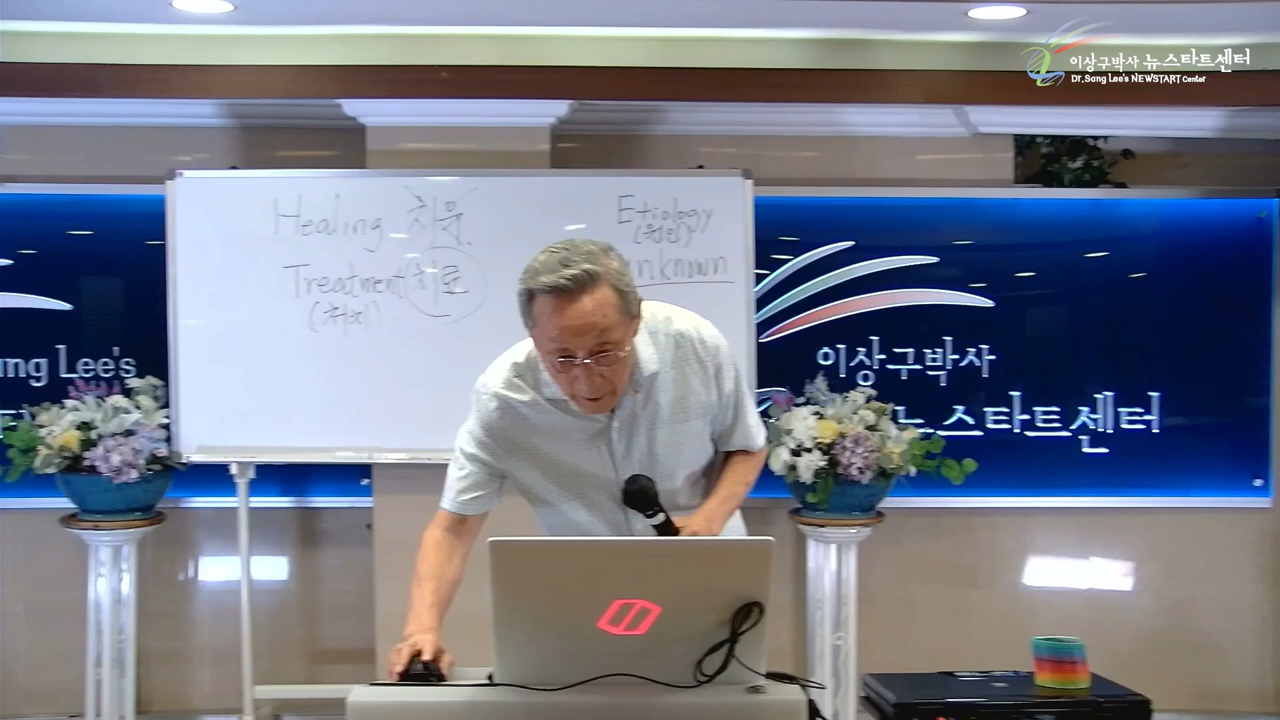 이상구박사 뉴스타트센터
Dr. Sang Lee's NEWSTART Center
Healing 치유.
Treatment (치료
(처치)
Etiology
(원인)
unknown
ang Lee's
이상구박사
뉴스타트센터